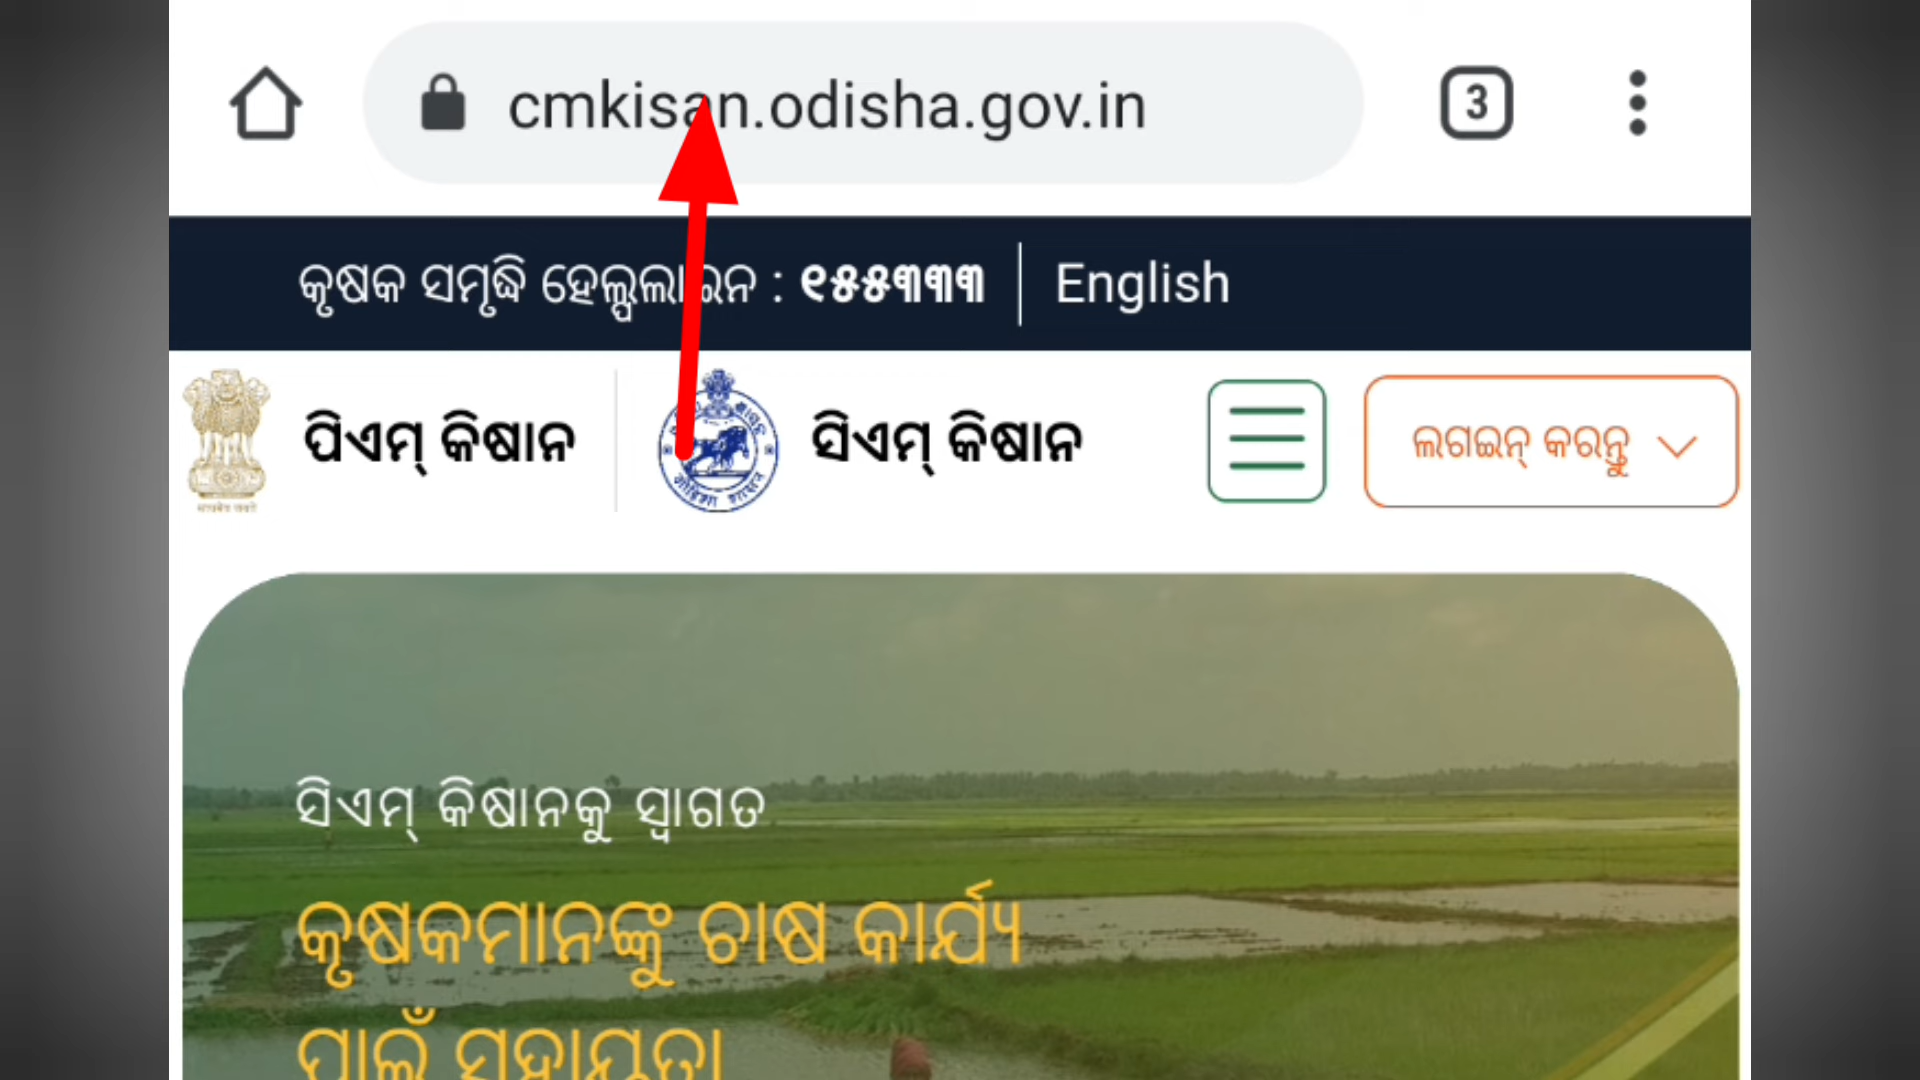 cmkisan.odisha.gov.in
3
କୃଷକ ସମୃଦ୍ଧି ହେଲ୍ପଲାଇନ : ୧୫୫୩୩୩ | English
ପିଏମ୍ କିଷାନ
ସିଏମ୍ କିଷାନ
ଲଗଇନ୍ କରନ୍ତୁ
ସିଏମ୍ କିଷାନକୁ ସ୍ୱାଗତ
କୃଷକମାନଙ୍କୁ ଚାଷ କାର୍ଯ୍ୟ
ପାଇଁ ସହାୟତା